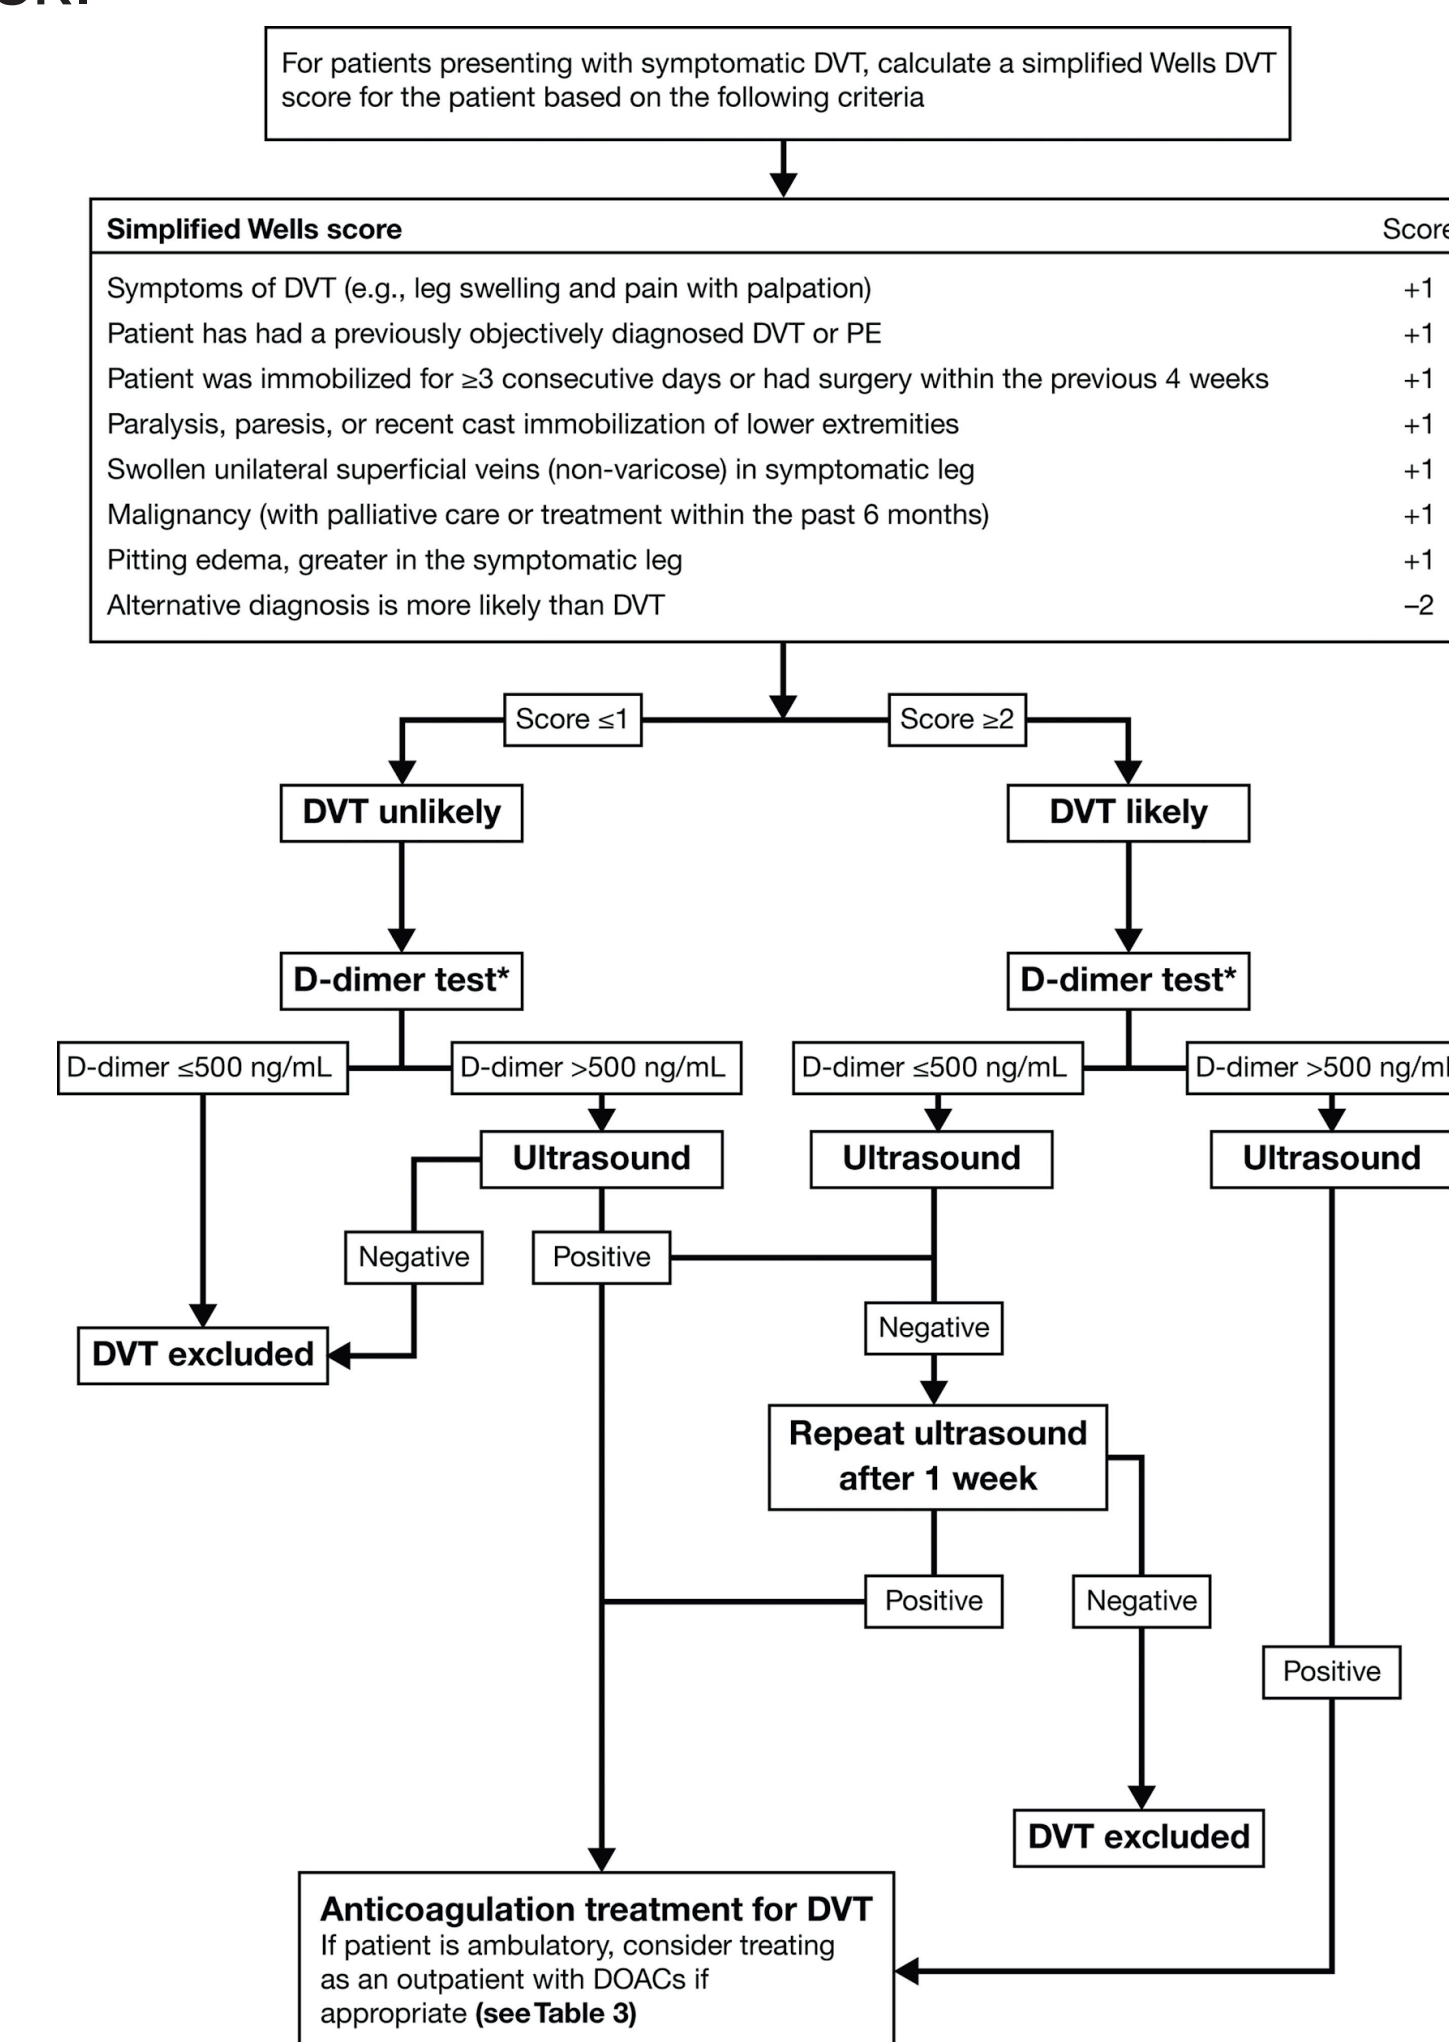 For patients presenting with symptomatic DVT, calculate a simplified Wells DVT
score for the patient based on the following criteria
Simplified Wells score Score
Symptoms of DVT (e.g., leg swelling and pain with palpation) +1
Patient has had a previously objectively diagnosed DVT or PE +1
Patient was immobilized for ≥3 consecutive days or had surgery within the previous 4 weeks +1
Paralysis, paresis, or recent cast immobilization of lower extremities +1
Swollen unilateral superficial veins (non-varicose) in symptomatic leg +1
Malignancy (with palliative care or treatment within the past 6 months) +1
Pitting edema, greater in the symptomatic leg +1
Alternative diagnosis is more likely than DVT –2
Score ≤1 Score ≥2
DVT unlikely DVT likely
D-dimer test* D-dimer test*
D-dimer ≤500 ng/mL D-dimer >500 ng/mL D-dimer ≤500 ng/mL D-dimer >500 ng/ml
Ultrasound Ultrasound Ultrasound
Negative Positive
Negative
DVT excluded
Repeat ultrasound
after 1 week
Positive Negative
Positive
DVT excluded
Anticoagulation treatment for DVT
If patient is ambulatory, consider treating
as an outpatient with DOACs if
appropriate (see Table 3)